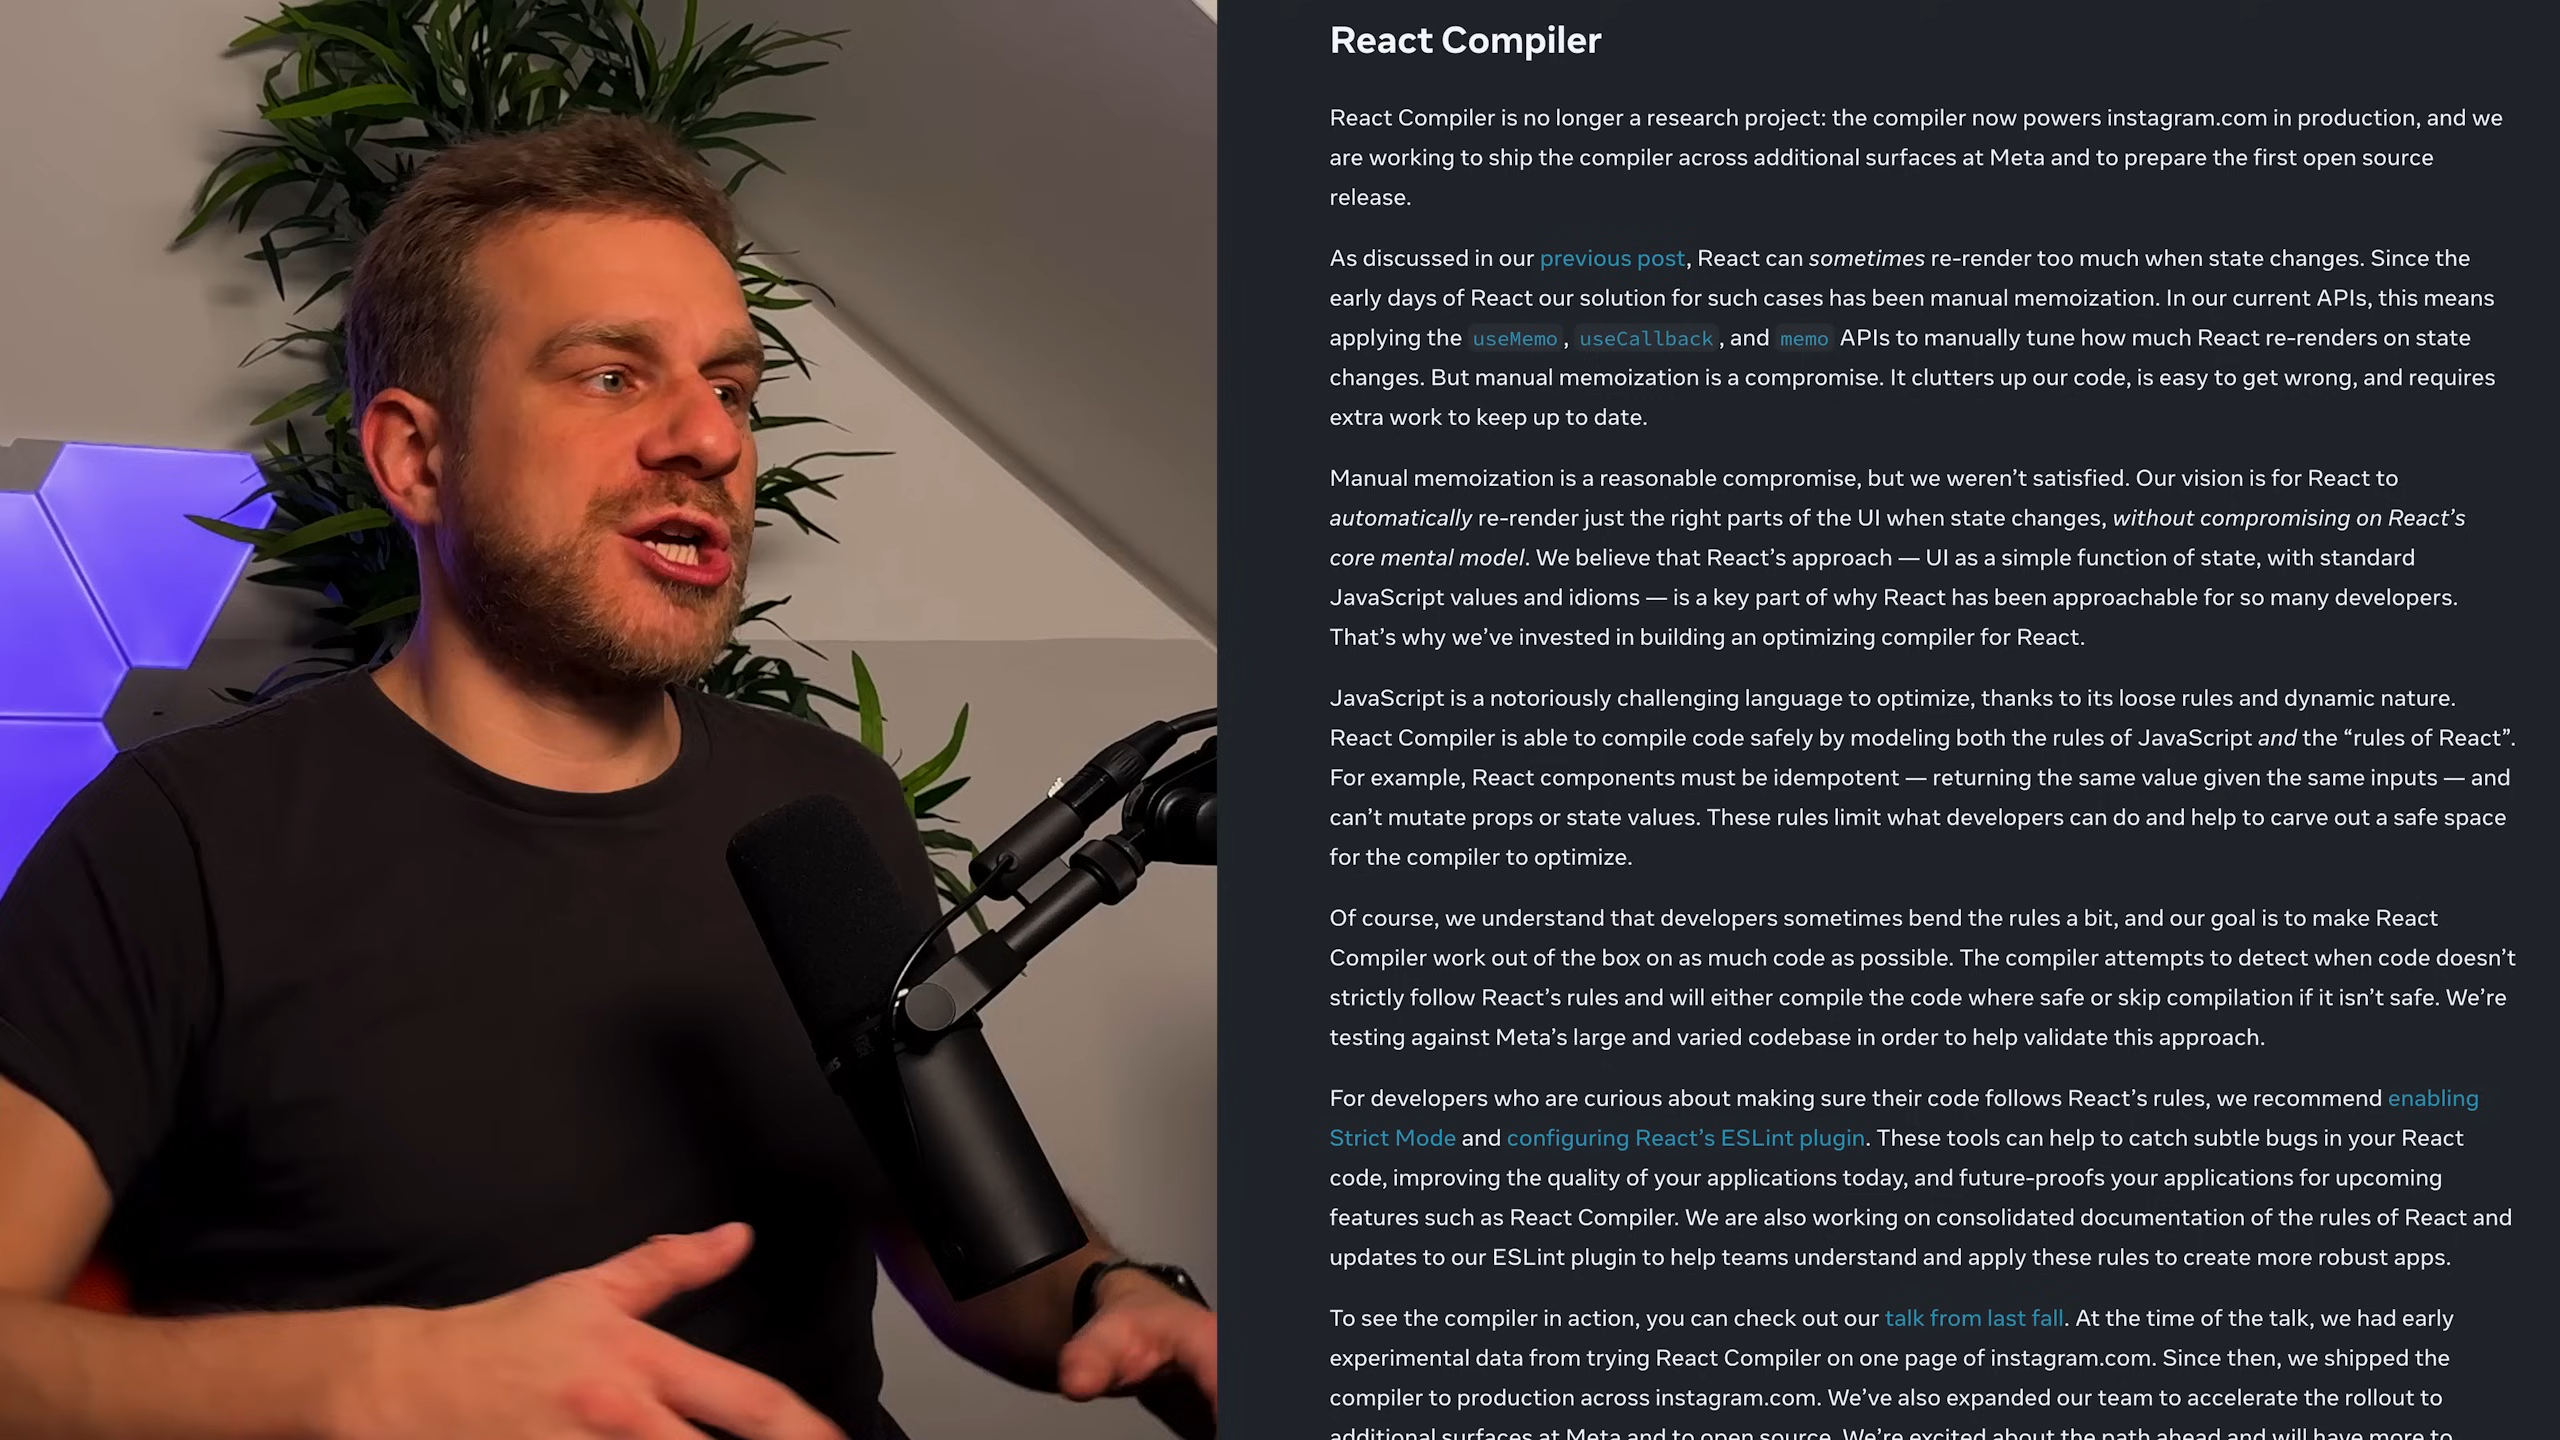 React Compiler
React Compiler is no longer a research project: the compiler now powers instagram.com in production, and we
are working to ship the compiler across additional surfaces at Meta and to prepare the first open source
release.
As discussed in our previous post, React can sometimes re-render too much when state changes. Since the
early days of React our solution for such cases has been manual memoization. In our current APIs, this means
applying the useMemo, useCallback, and memo APIs to manually tune how much React re-renders on state
changes. But manual memoization is a compromise. It clutters up our code, is easy to get wrong, and requires
extra work to keep up to date.
Manual memoization is a reasonable compromise, but we weren’t satisfied. Our vision is for React to
automatically re-render just the right parts of the UI when state changes, without compromising on React’s
core mental model. We believe that React’s approach — UI as a simple function of state, with standard
JavaScript values and idioms — is a key part of why React has been approachable for so many developers.
That’s why we’ve invested in building an optimizing compiler for React.
JavaScript is a notoriously challenging language to optimize, thanks to its loose rules and dynamic nature.
React Compiler is able to compile code safely by modeling both the rules of JavaScript and the “rules of React”.
For example, React components must be idempotent — returning the same value given the same inputs — and
can’t mutate props or state values. These rules limit what developers can do and help to carve out a safe space
for the compiler to optimize.
Of course, we understand that developers sometimes bend the rules a bit, and our goal is to make React
Compiler work out of the box on as much code as possible. The compiler attempts to detect when code doesn’t
strictly follow React’s rules and will either compile the code where safe or skip compilation if it isn’t safe. We’re
testing against Meta’s large and varied codebase in order to help validate this approach.
For developers who are curious about making sure their code follows React’s rules, we recommend enabling
Strict Mode and configuring React’s ESLint plugin. These tools can help to catch subtle bugs in your React
code, improving the quality of your applications today, and future-proofs your applications for upcoming
features such as React Compiler. We are also working on consolidated documentation of the rules of React and
updates to our ESLint plugin to help teams understand and apply these rules to create more robust apps.
To see the compiler in action, you can check out our talk from last fall. At the time of the talk, we had early
experimental data from trying React Compiler on one page of instagram.com. Since then, we shipped the
compiler to production across instagram.com. We’ve also expanded our team to accelerate the rollout to
additional surfaces at Meta and to open source. We’re excited about the path ahead and will have more to